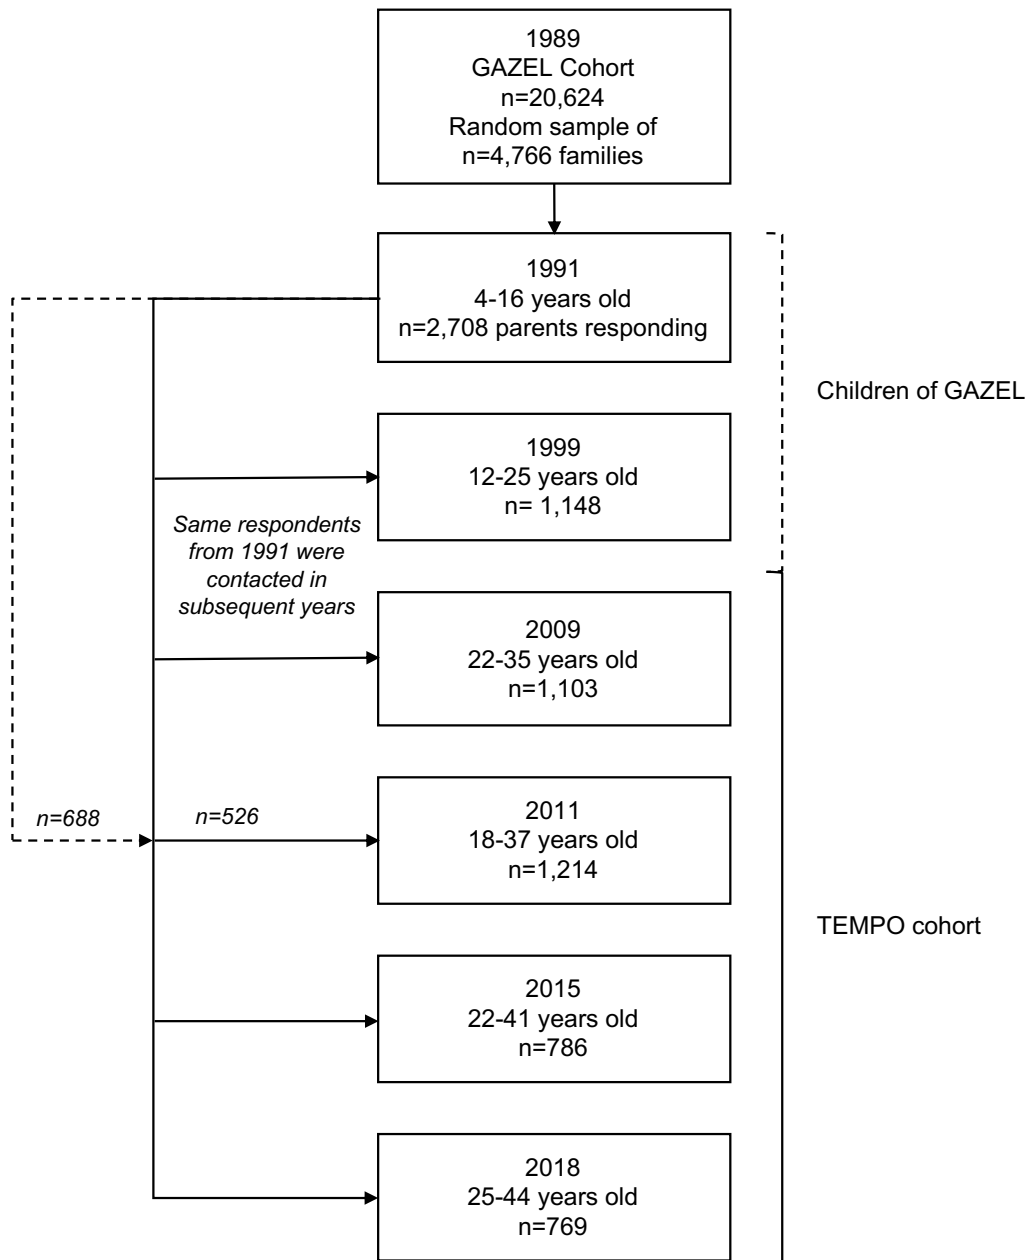 1989
GAZEL Cohort
n=20,624
Random sample of
n=4,766 families
1991
4-16 years old
n=2,708 parents responding
Children of GAZEL
1999
12-25 years old
n= 1,148
Same respondents
from 1991 were
contacted in
subsequent years
2009
22-35 years old
n=1,103
n=688
n=526
2011
18-37 years old
n=1,214
TEMPO cohort
2015
22-41 years old
n=786
2018
25-44 years old
n=769